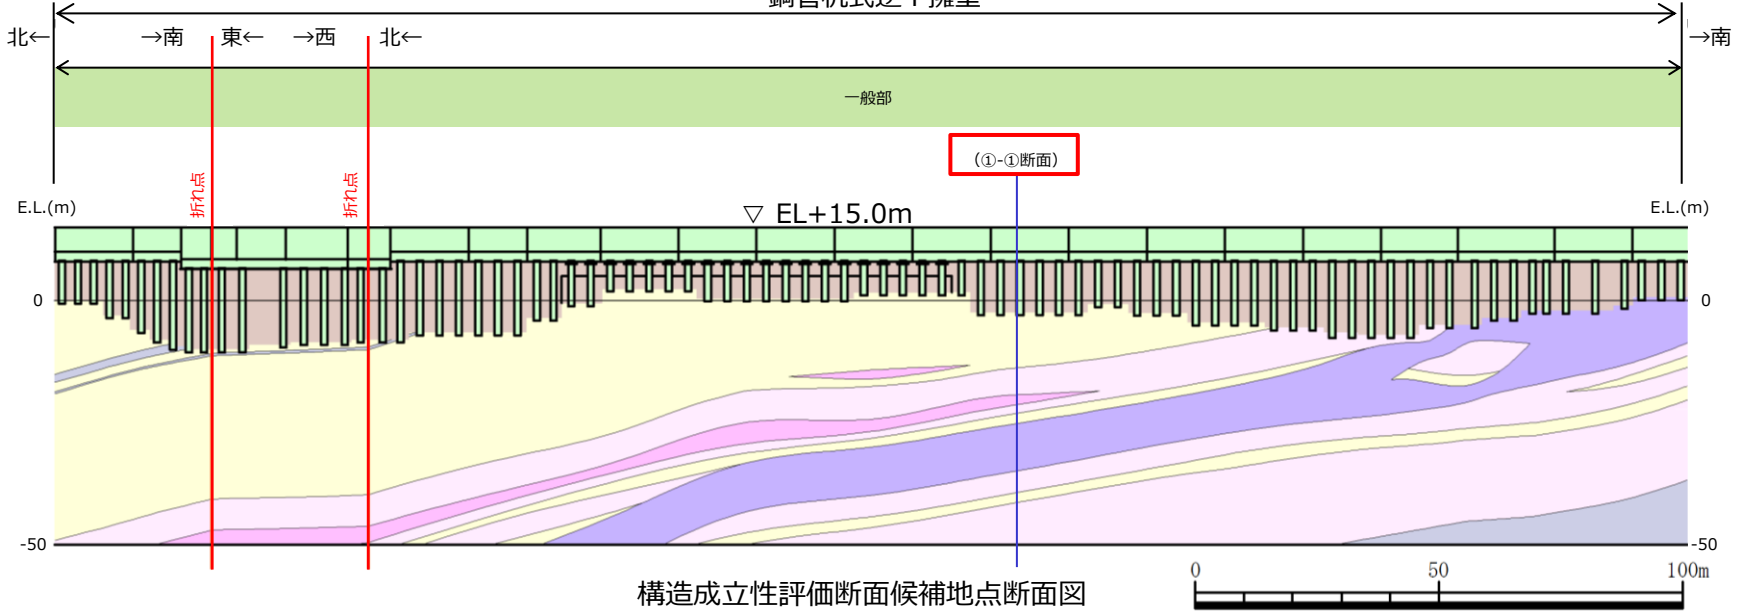 北← →南 東← →西 北← →南
一般部
(①-①断面)
折れ点 折れ点
E.L.(m) ▽ EL+15.0m E.L.(m)
0 0
-50 -50
構造成立性評価断面候補地点断面図
0 50 100m